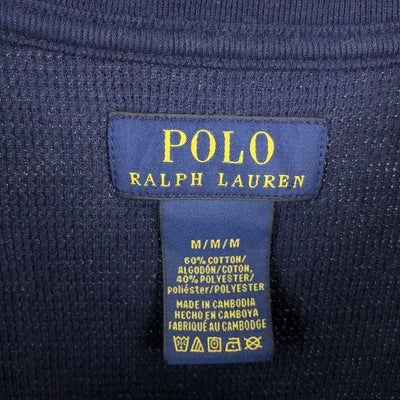 POLO
RALPH LAUREN
M/M/M
60% COTTON/
ALGODÓN/COTON,
40% POLYESTER/
poliéster/POLYESTER
MADE IN CAMBODIA
HECHO EN CAMBOYA
FABRIQUÉ AU CAMBODGE